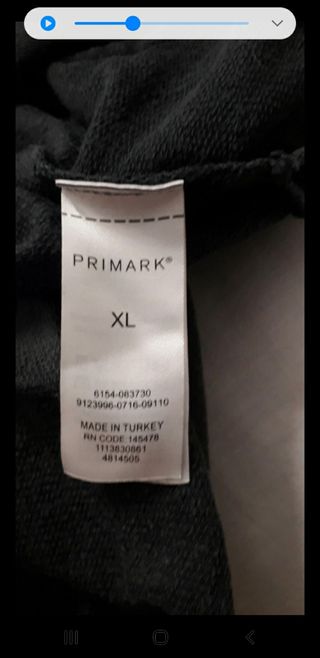 PRIMARK®
XL
6154-083730
9123996-0716-09110
MADE IN TURKEY
RN CODE 145478
1113830861
4814505